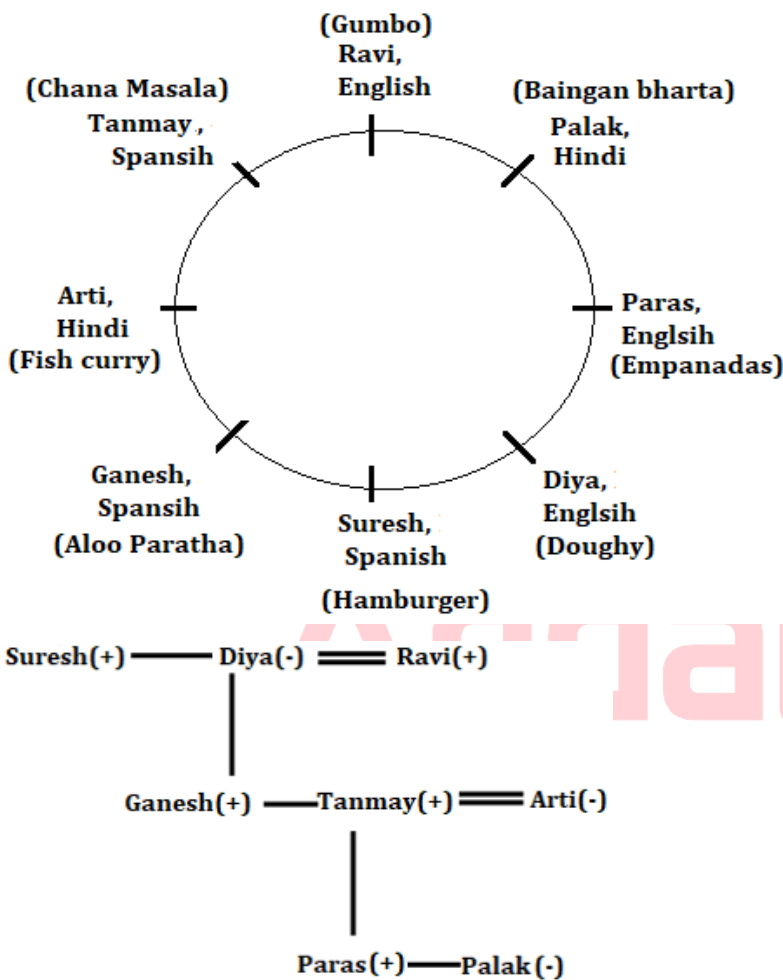 (Gumbo)
Ravi,
English
(Chana Masala)
Tanmay,
Spansih
(Baingan bharta)
Palak,
Hindi
Arti,
Hindi
(Fish curry)
Paras,
Englsih
(Empanadas)
Ganesh,
Spansih
(Aloo Paratha)
Suresh,
Spanish
(Hamburger)
Diya,
Englsih
(Doughy)
Suresh(+) Diya(-) Ravi(+)
Ganesh(+) Tanmay(+) Arti(-)
Paras(+) Palak(-)